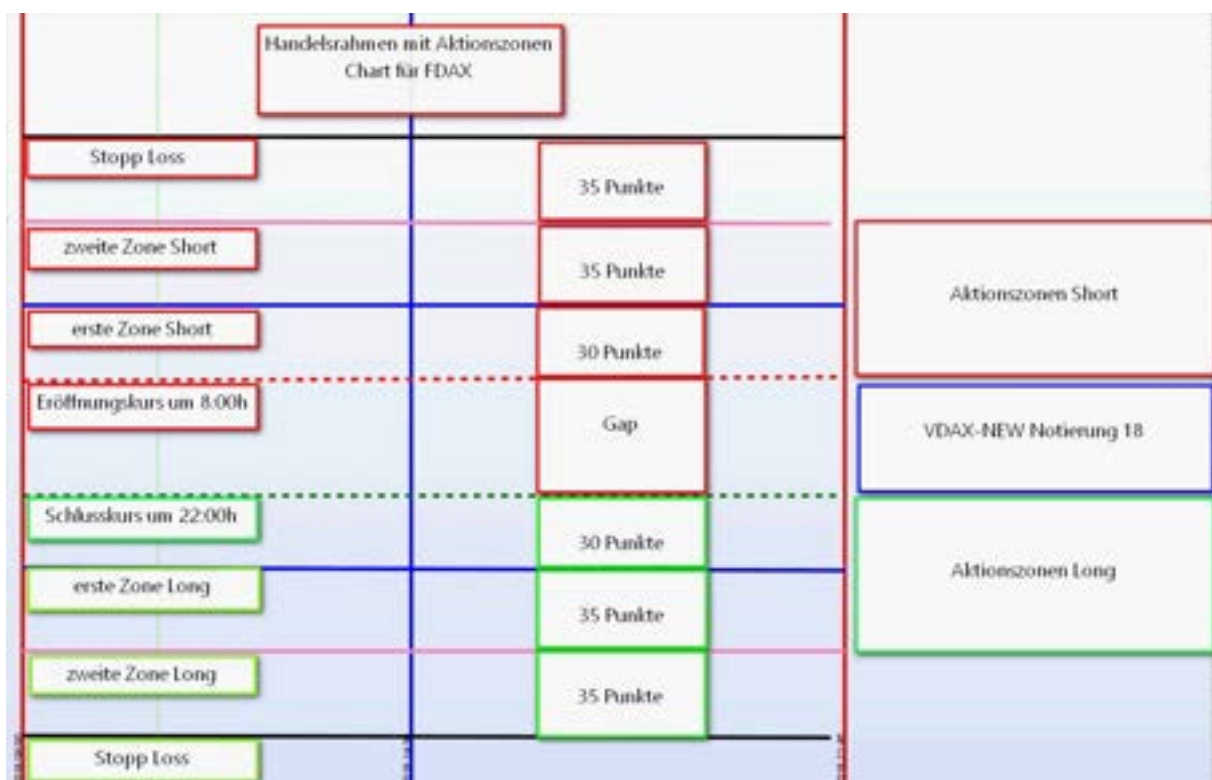 Handelsrahmen mit Aktionszonen
Chart für FDAX
Stopp Loss
35 Punkte
zweite Zone Short
35 Punkte
Aktionszonen Short
erste Zone Short
30 Punkte
Eröffnungskurs um 8:00h
Gap
VDAX-NEW Notierung 18
Schlusskurs um 22:00h
30 Punkte
Aktionszonen Long
erste Zone Long
35 Punkte
zweite Zone Long
35 Punkte
Stopp Loss